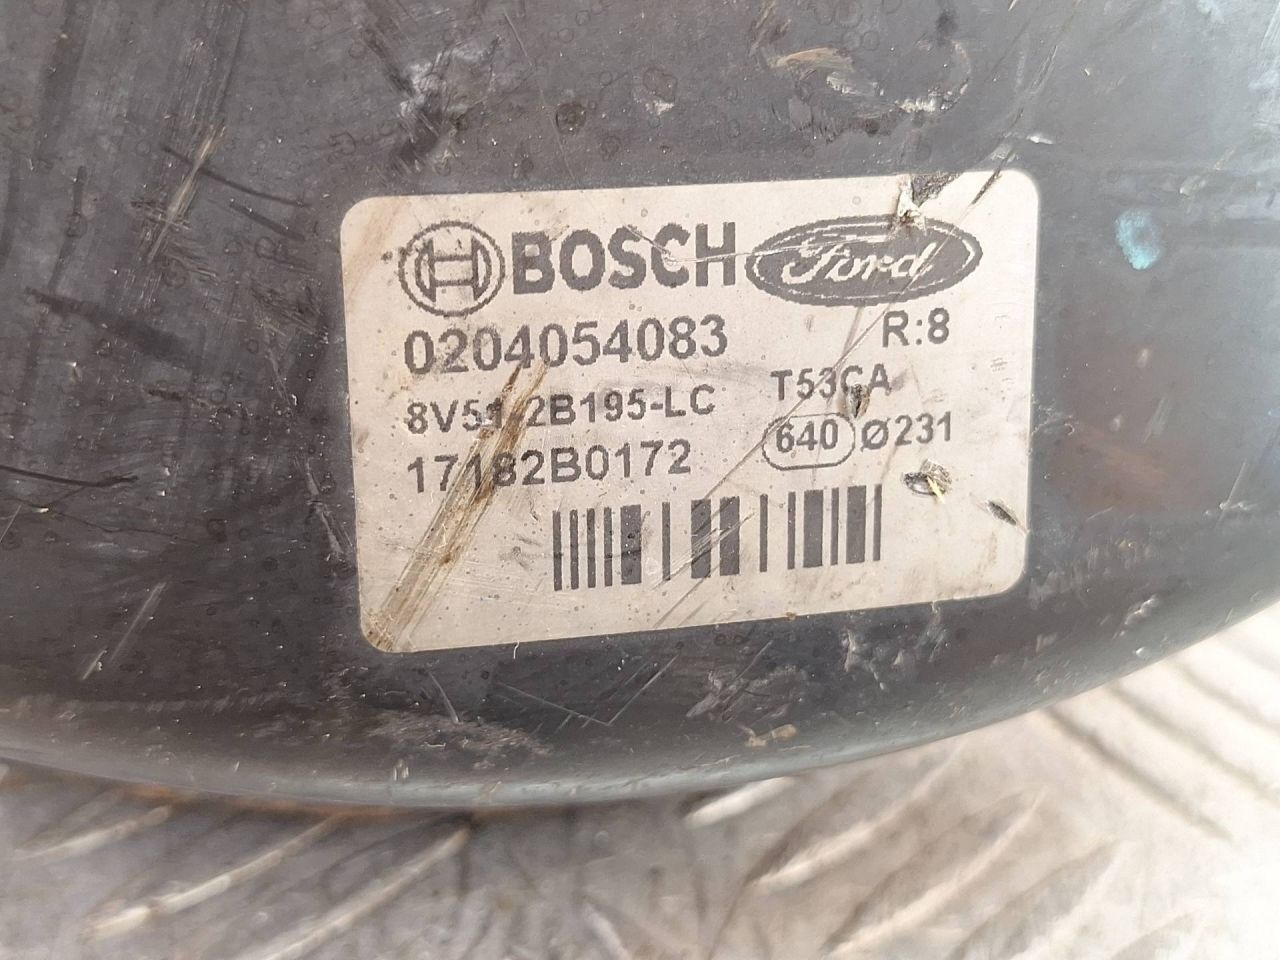 BOSCH Ford
0204054083 R:8
8V51-2B195-LC T53CA
17182B0172 640 Ø231